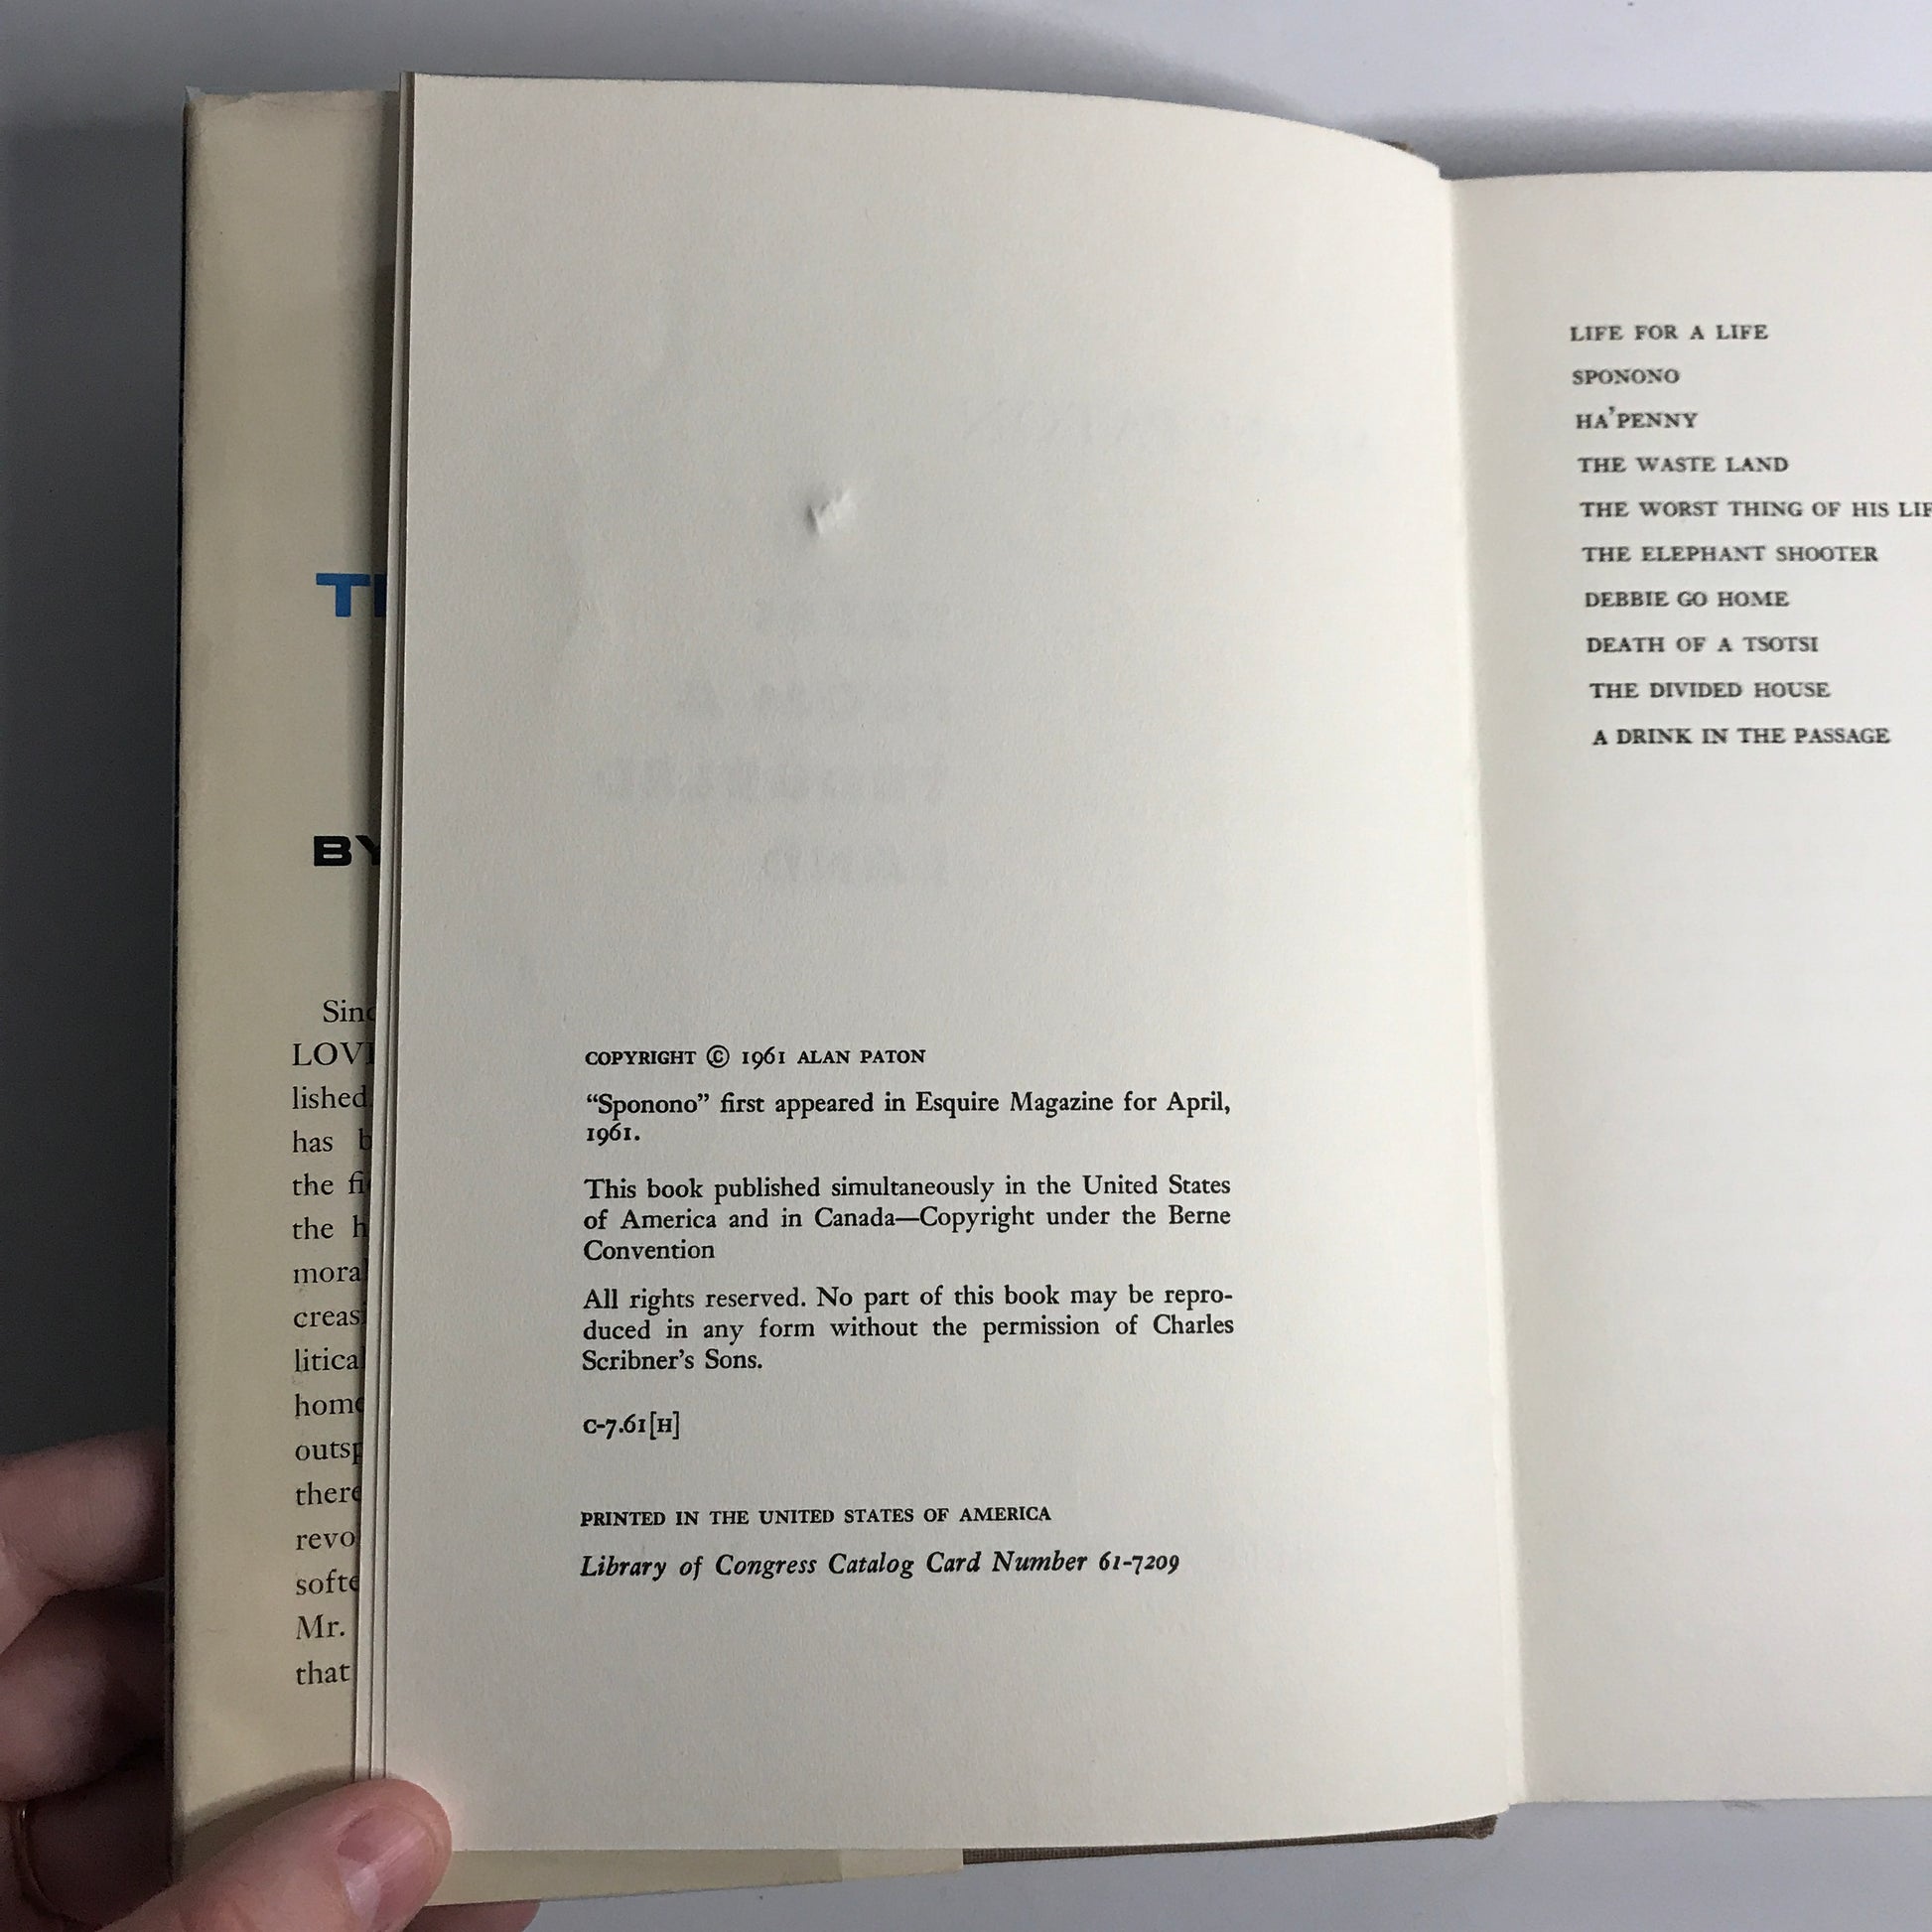 BY
LOV
lished
has
the
the
mora
creas
litica
home
outsp
there
revo
softe
Mr.
that
COPYRIGHT © 1961 ALAN PATON
“Sponono” first appeared in Esquire Magazine for April,
1961.
This book published simultaneously in the United States
of America and in Canada—Copyright under the Berne
Convention
All rights reserved. No part of this book may be repro-
duced in any form without the permission of Charles
Scribner’s Sons.
C-7.61[H]
PRINTED IN THE UNITED STATES OF AMERICA
Library of Congress Catalog Card Number 61-7209
LIFE FOR A LIFE
SPONONO
HA’PENNY
THE WASTE LAND
THE WORST THING OF HIS LIF
THE ELEPHANT SHOOTER
DEBBIE GO HOME
DEATH OF A TSOTSI
THE DIVIDED HOUSE
A DRINK IN THE PASSAGE